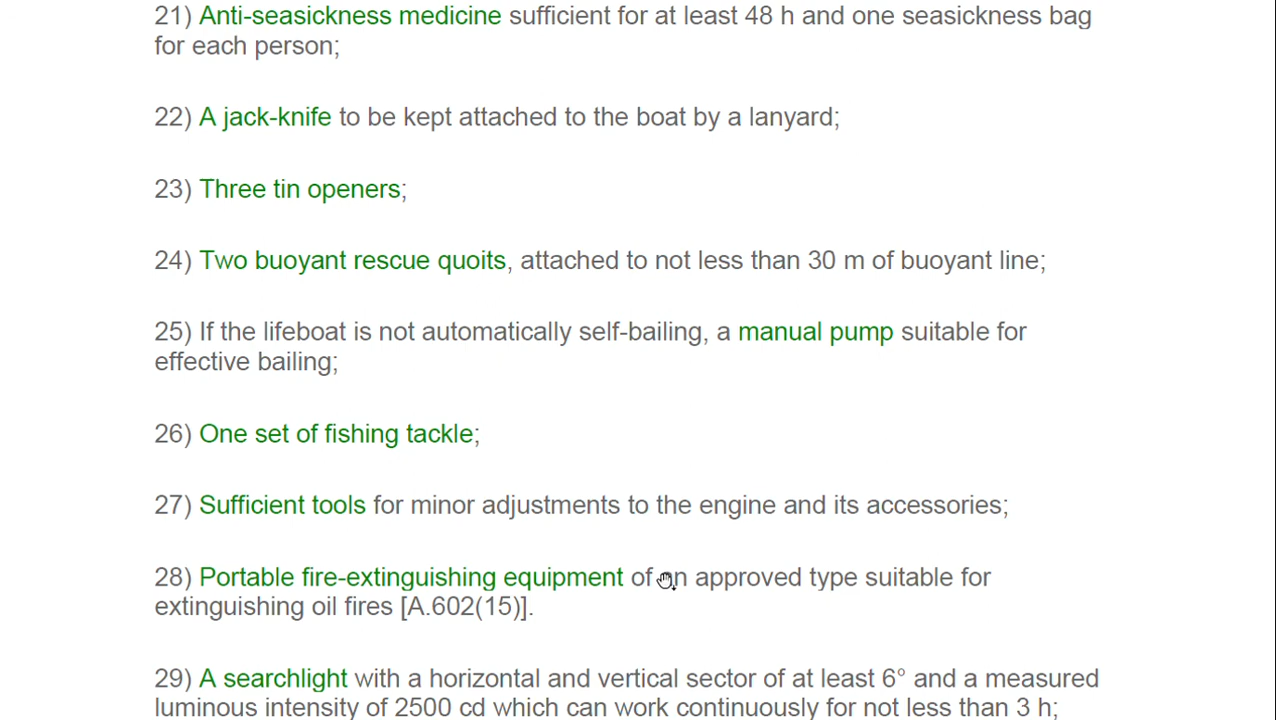 21) Anti-seasickness medicine sufficient for at least 48 h and one seasickness bag
for each person;
22) A jack-knife to be kept attached to the boat by a lanyard;
23) Three tin openers;
24) Two buoyant rescue quoits, attached to not less than 30 m of buoyant line;
25) If the lifeboat is not automatically self-bailing, a manual pump suitable for
effective bailing;
26) One set of fishing tackle;
27) Sufficient tools for minor adjustments to the engine and its accessories;
28) Portable fire-extinguishing equipment of an approved type suitable for
extinguishing oil fires [A.602(15)].
29) A searchlight with a horizontal and vertical sector of at least 6° and a measured
luminous intensity of 2500 cd which can work continuously for not less than 3 h;